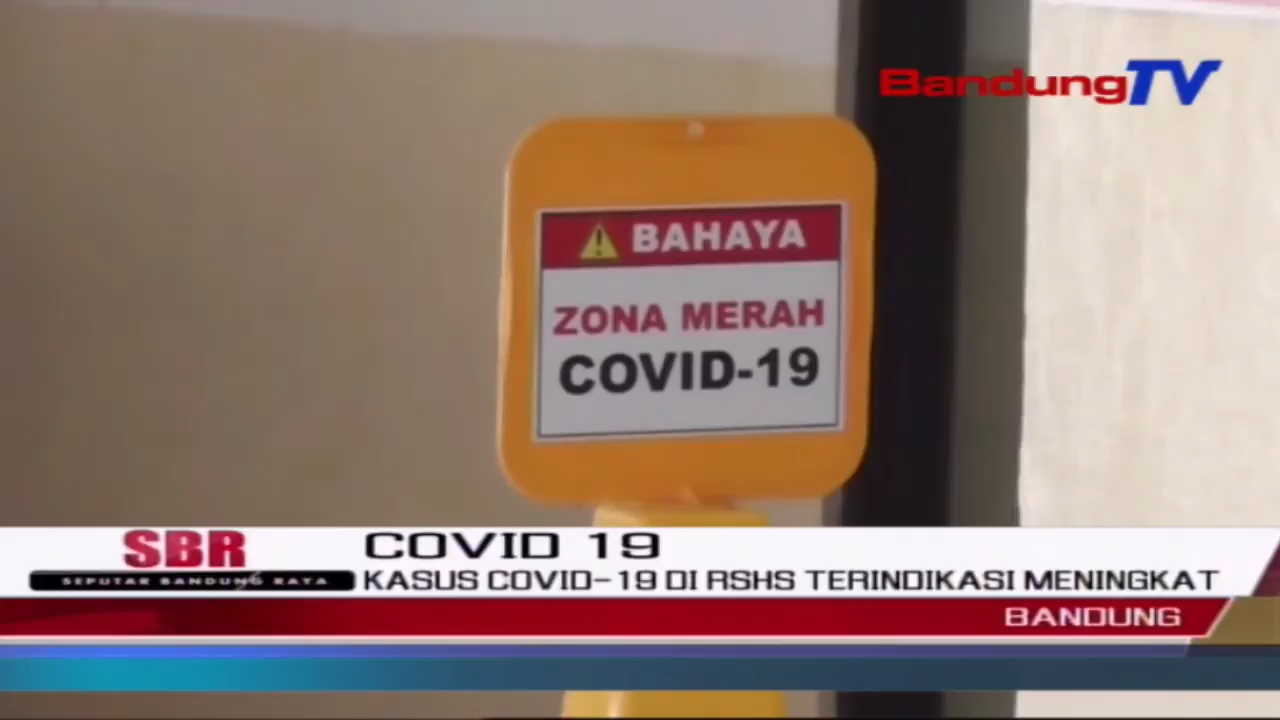 BandungTV
BAHAYA
ZONA MERAH
COVID-19
SBR
SEPUTAR BANDUNG RAYA
COVID 19
KASUS COVID-19 DI RSHS TERINDIKASI MENINGKAT
BANDUNG